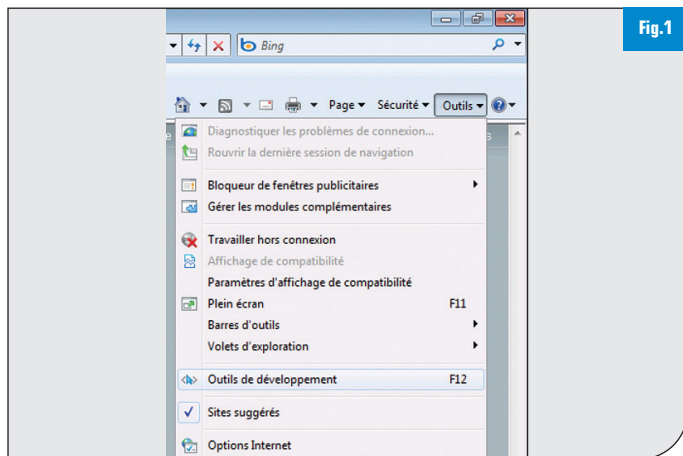 Fig.1
Bing
Page Sécurité Outils
Diagnostiquer les problèmes de connexion...
Rouvrir la dernière session de navigation
Bloqueur de fenêtres publicitaires
Gérer les modules complémentaires
Travailler hors connexion
Affichage de compatibilité
Paramètres d'affichage de compatibilité
Plein écran F11
Barres d'outils
Volets d'exploration
Outils de développement F12
Sites suggérés
Options Internet